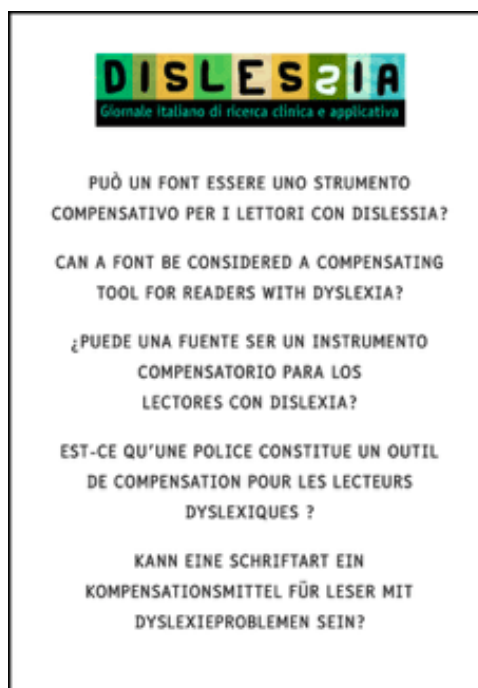 DISLESSIA
Giornale italiano di ricerca clinica e applicativa
PUÒ UN FONT ESSERE UNO STRUMENTO
COMPENSATIVO PER I LETTORI CON DISLESSIA?
CAN A FONT BE CONSIDERED A COMPENSATING
TOOL FOR READERS WITH DYSLEXIA?
¿PUEDE UNA FUENTE SER UN INSTRUMENTO
COMPENSATORIO PARA LOS
LECTORES CON DISLEXIA?
EST-CE QU'UNE POLICE CONSTITUE UN OUTIL
DE COMPENSATION POUR LES LECTEURS
DYSLEXIQUES ?
KANN EINE SCHRIFTART EIN
KOMPENSATIONSMITTEL FÜR LESER MIT
DYSLEXIEPROBLEMEN SEIN?